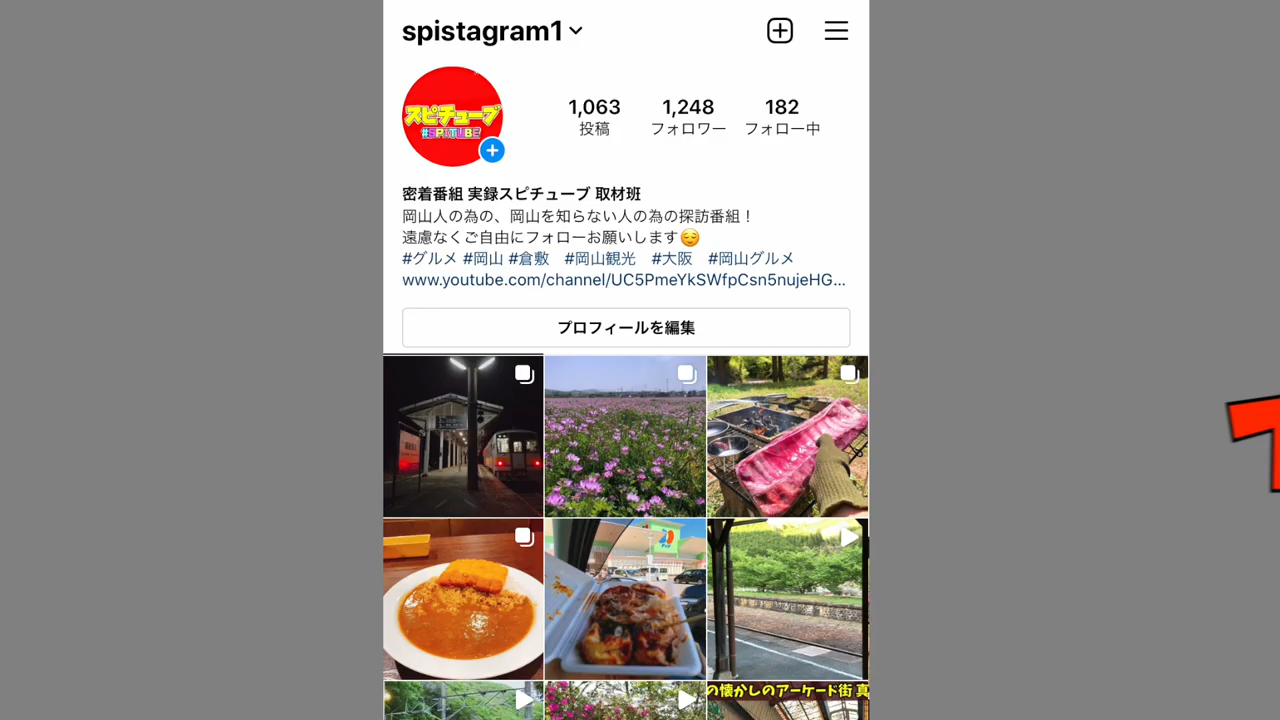 spistagram1
スピチューブ
#SPITUBE
1,063 1,248 182
投稿 フォロワー フォロー中
密着番組 実録スピチューブ 取材班
岡山人の為の、岡山を知らない人の為の探訪番組！
遠慮なくご自由にフォローお願いします😌
#グルメ #岡山 #倉敷 #岡山観光 #大阪 #岡山グルメ
www.youtube.com/channel/UC5PmeYkSWfpCsn5nujeHG...
プロフィールを編集
の懐かしのアーケード街 真